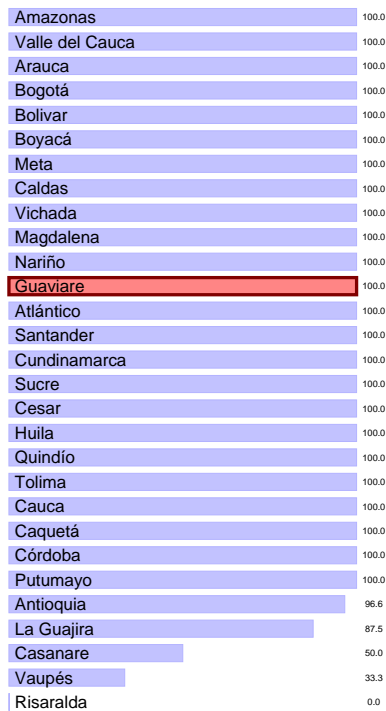 Amazonas 100.0
Valle del Cauca 100.0
Arauca 100.0
Bogotá 100.0
Bolivar 100.0
Boyacá 100.0
Meta 100.0
Caldas 100.0
Vichada 100.0
Magdalena 100.0
Nariño 100.0
Guaviare 100.0
Atlántico 100.0
Santander 100.0
Cundinamarca 100.0
Sucre 100.0
Cesar 100.0
Huila 100.0
Quindío 100.0
Tolima 100.0
Cauca 100.0
Caquetá 100.0
Córdoba 100.0
Putumayo 100.0
Antioquia 96.6
La Guajira 87.5
Casanare 50.0
Vaupés 33.3
Risaralda 0.0